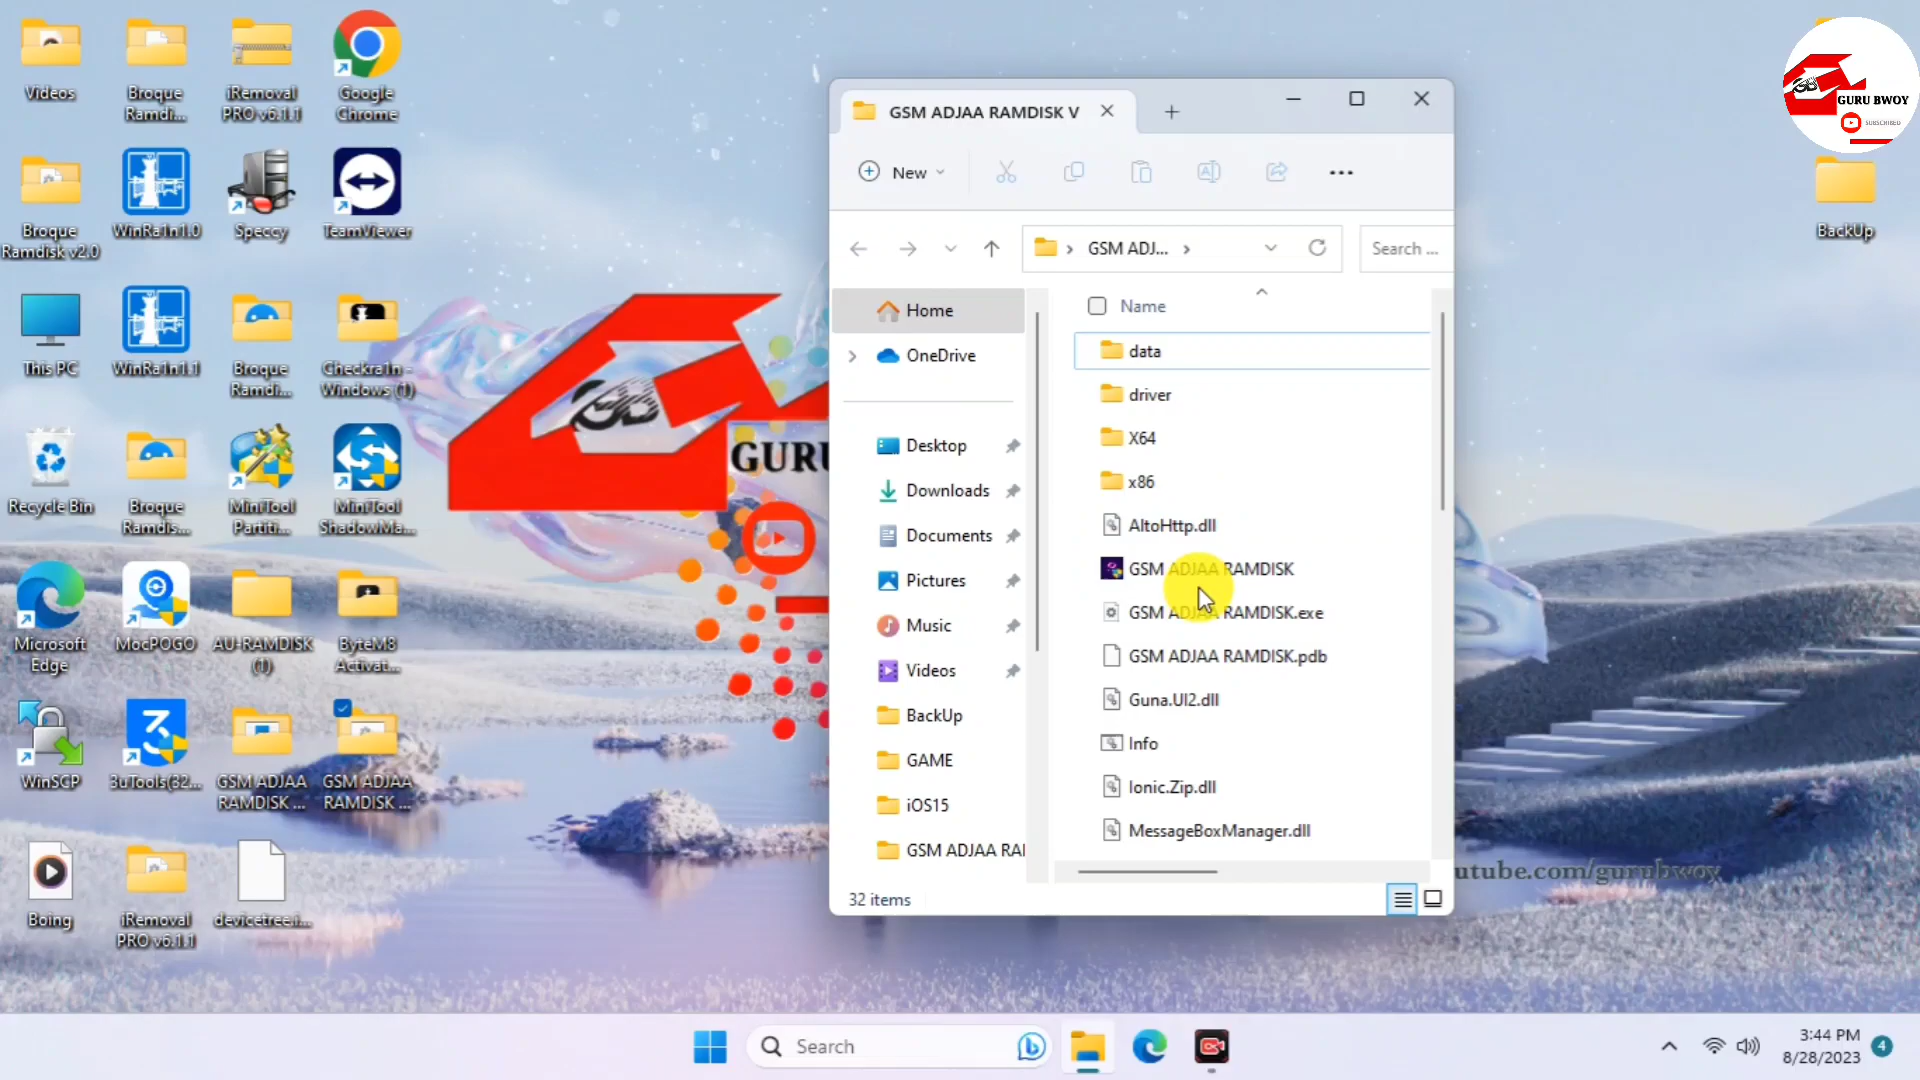 Videos
Broque
Ramdi...
iRemoval
PRO v6.1.1
Google
Chrome
Broque
Ramdisk v2.0
WinRa1n1.0
Speccy
TeamViewer
This PC
WinRa1n1.1
Broque
Ramdi...
Checkra1n-
Windows (1)
Recycle Bin
Broque
Ramdis...
MiniTool
Partiti...
MiniTool
ShadowMa...
Microsoft
Edge
MocPOGO
AU-RAMDISK
(1)
ByteM8
Activat...
WinSCP
3uTools(32...
GSM ADJAA
RAMDISK ...
GSM ADJAA
RAMDISK ...
Boing
iRemoval
PRO v6.1.1
devicetree.i...
GB
GURU
GSM ADJAA RAMDISK V
New
GSM ADJ...
Search ...
Home
OneDrive
Desktop
Downloads
Documents
Pictures
Music
Videos
BackUp
GAME
iOS15
GSM ADJAA RAI
Name
data
driver
X64
x86
AltoHttp.dll
GSM ADJAA RAMDISK
GSM ADJAA RAMDISK.exe
GSM ADJAA RAMDISK.pdb
Guna.UI2.dll
Info
Ionic.Zip.dll
MessageBoxManager.dll
32 items
GB
GURU BWOY
SUBSCRIBED
BackUp
utube.com/gurubwoy
Search
3:44 PM
8/28/2023
4